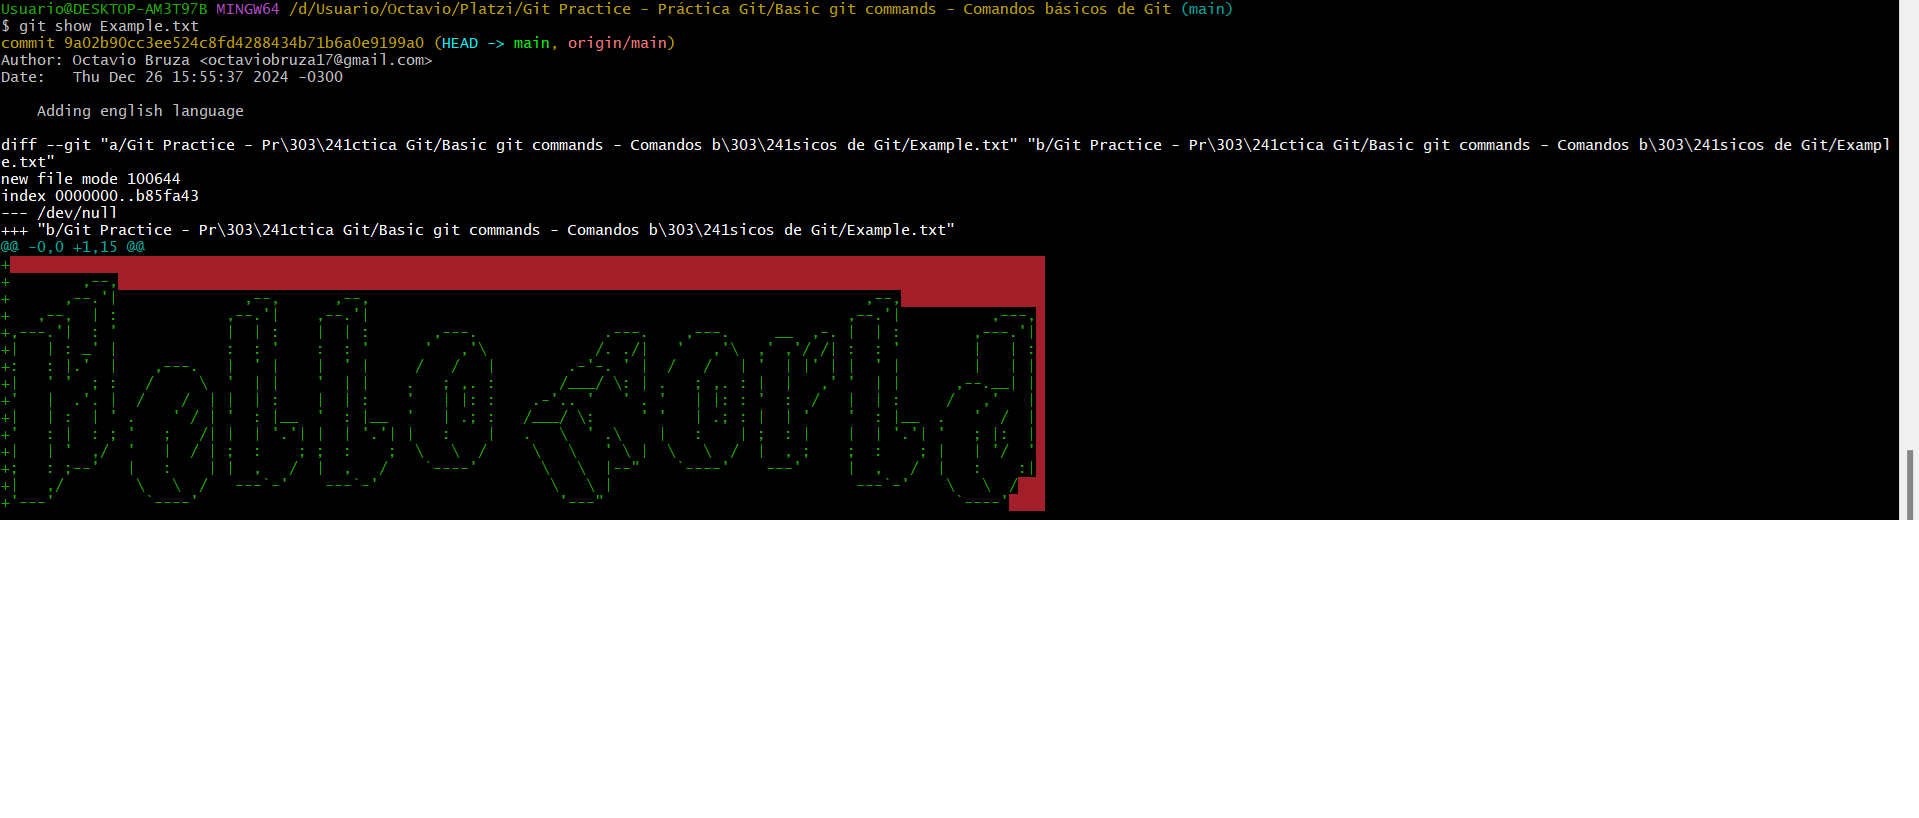 Usuario@DESKTOP-AM3T97B MINGW64 /d/Usuario/Octavio/Platzi/Git Practice - Práctica Git/Basic git commands - Comandos básicos de Git (main)
$ git show Example.txt
commit 9a02b90cc3ee524c8fd4288434b71b6a0e9199a0 (HEAD -> main, origin/main)
Author: Octavio Bruza <octaviobruza17@gmail.com>
Date:   Thu Dec 26 15:55:37 2024 -0300
    Adding english language
diff --git "a/Git Practice - Pr\303\241ctica Git/Basic git commands - Comandos b\303\241sicos de Git/Example.txt" "b/Git Practice - Pr\303\241ctica Git/Basic git commands - Comandos b\303\241sicos de Git/Exampl
e.txt"
new file mode 100644
index 0000000..b85fa43
--- /dev/null
+++ "b/Git Practice - Pr\303\241ctica Git/Basic git commands - Comandos b\303\241sicos de Git/Example.txt"
@@ -0,0 +1,15 @@
hello world